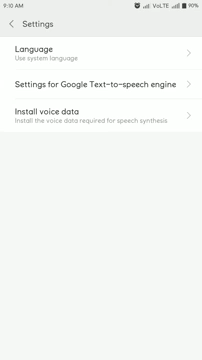 9:10 AM VoLTE 90%
Settings
Language
Use system language
Settings for Google Text-to-speech engine
Install voice data
Install the voice data required for speech synthesis